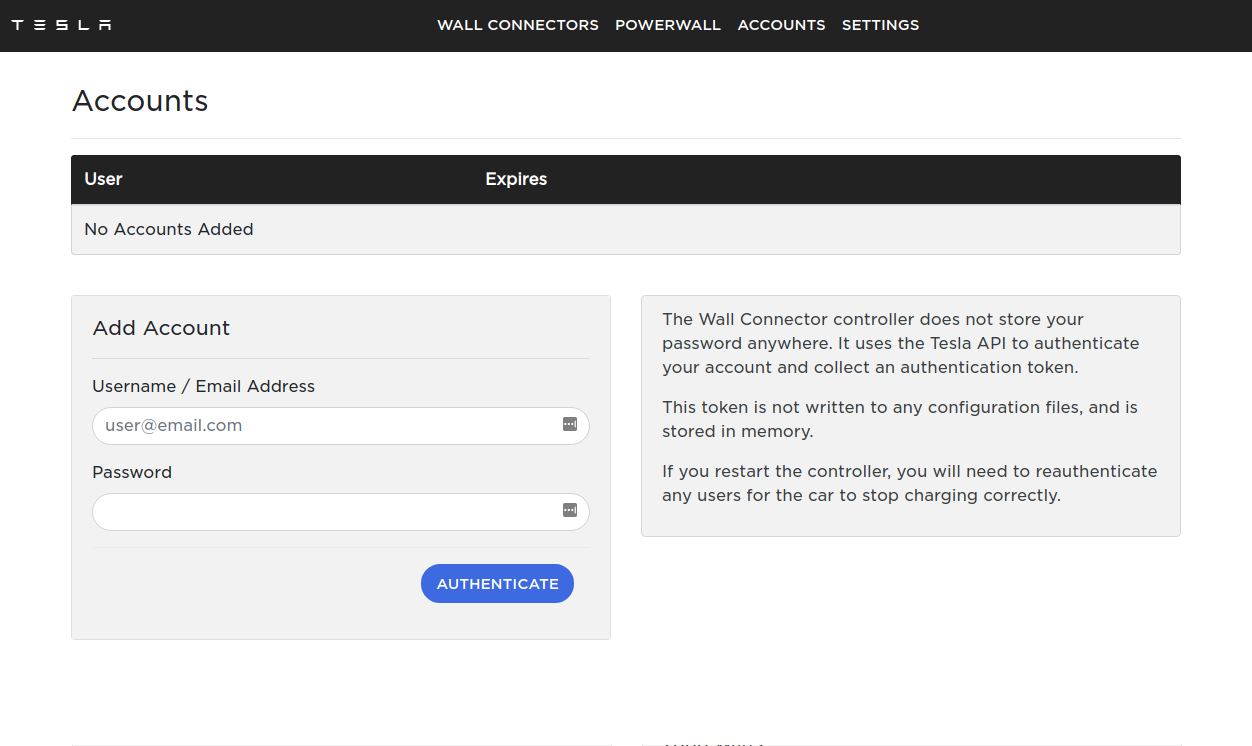 TESLA
WALL CONNECTORS POWERWALL ACCOUNTS SETTINGS
Accounts
User Expires
No Accounts Added
Add Account
Username / Email Address
user@email.com
Password
AUTHENTICATE
The Wall Connector controller does not store your
password anywhere. It uses the Tesla API to authenticate
your account and collect an authentication token.
This token is not written to any configuration files, and is
stored in memory.
If you restart the controller, you will need to reauthenticate
any users for the car to stop charging correctly.